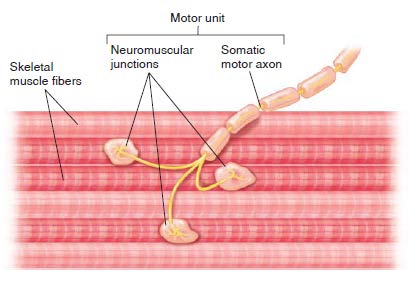 Motor unit
Neuromuscular
junctions
Somatic
motor axon
Skeletal
muscle fibers